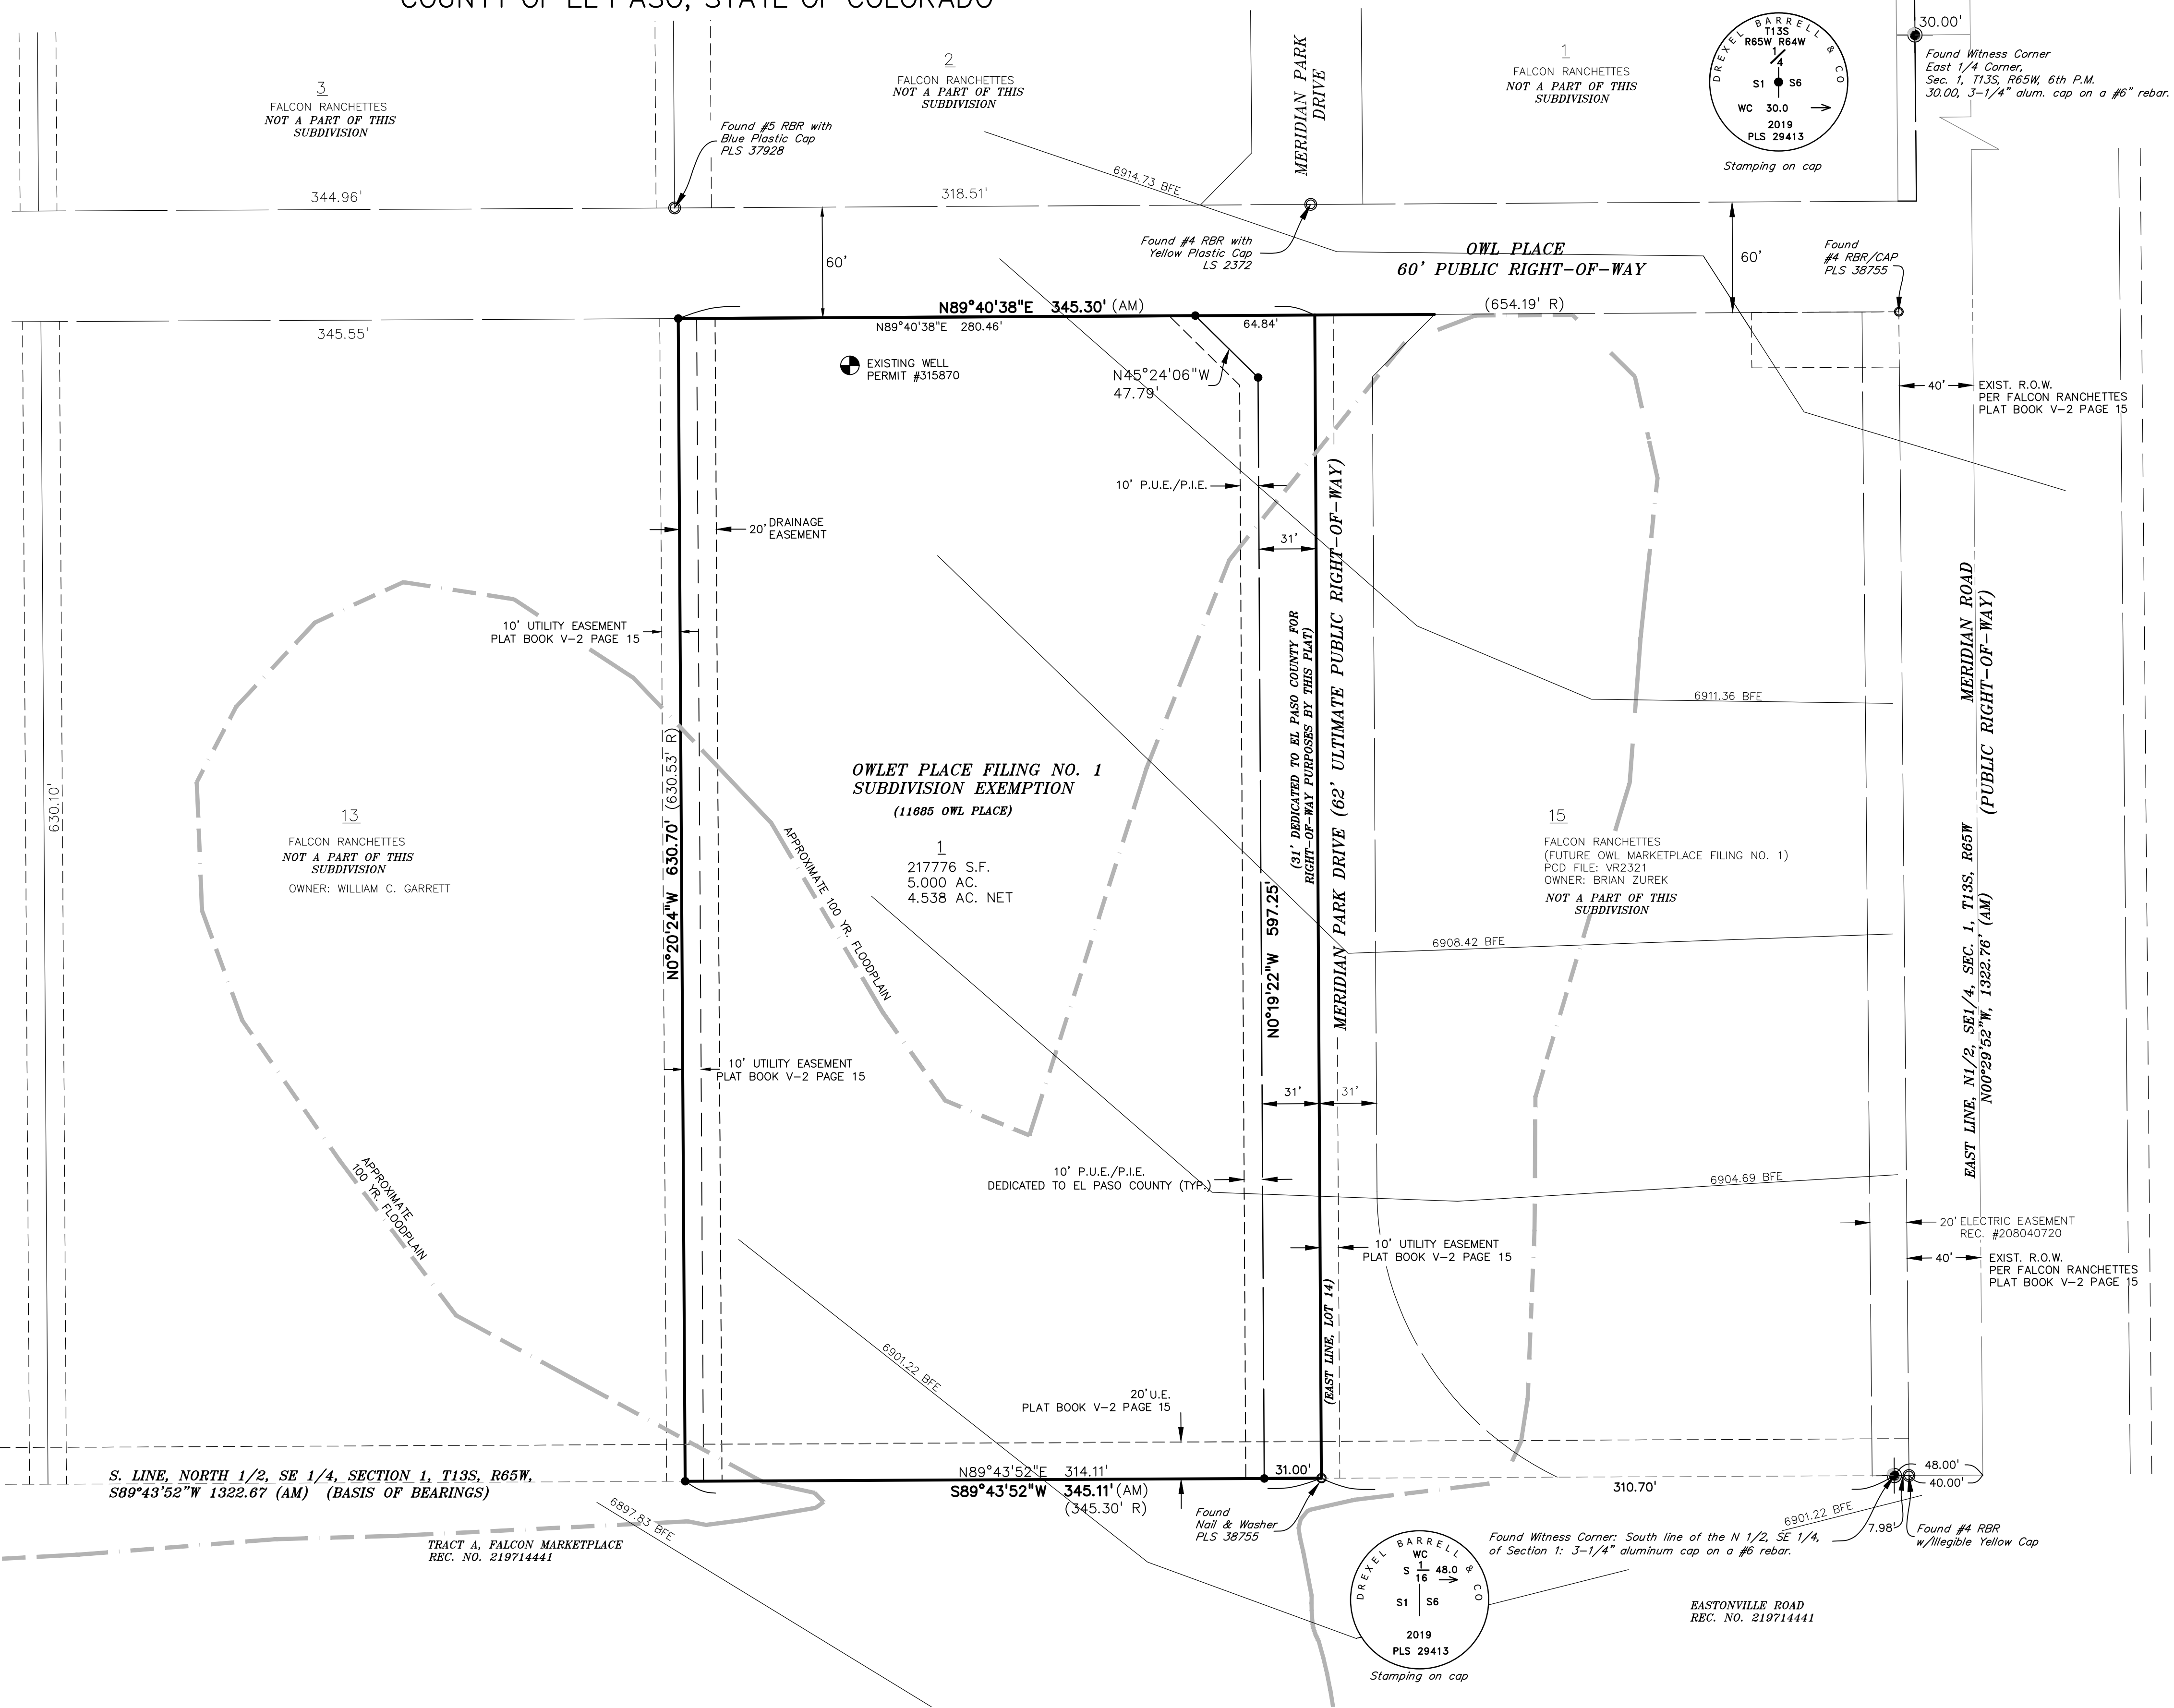 COUNTY OF EL PASO, STATE OF COLORADO
3
FALCON RANCHETTES
NOT A PART OF THIS
SUBDIVISION
2
FALCON RANCHETTES
NOT A PART OF THIS
SUBDIVISION
MERIDIAN PARK
DRIVE
1
FALCON RANCHETTES
NOT A PART OF THIS
SUBDIVISION
DREXEL BARRELL & CO
T13S
R65W R64W
1/4
S1 S6
WC 30.0
2019
PLS 29413
Stamping on cap
30.00'
Found Witness Corner
East 1/4 Corner,
Sec. 1, T13S, R65W, 6th P.M.
30.00, 3-1/4" alum. cap on a #6" rebar.
Found #5 RBR with
Blue Plastic Cap
PLS 37928
344.96'
318.51'
6914.73 BFE
60'
Found #4 RBR with
Yellow Plastic Cap
LS 2372
OWL PLACE
60' PUBLIC RIGHT-OF-WAY
60'
Found
#4 RBR/CAP
PLS 38755
345.55'
N89°40'38"E 345.30' (AM)
N89°40'38"E 280.46'
64.84'
(654.19' R)
EXISTING WELL
PERMIT #315870
N45°24'06"W
47.79'
40'
EXIST. R.O.W.
PER FALCON RANCHETTES
PLAT BOOK V-2 PAGE 15
10' P.U.E./P.I.E.
20' DRAINAGE
EASEMENT
31'
10' UTILITY EASEMENT
PLAT BOOK V-2 PAGE 15
(31' DEDICATED TO EL PASO COUNTY FOR
RIGHT-OF-WAY PURPOSES BY THIS PLAT)
MERIDIAN PARK DRIVE (62' ULTIMATE PUBLIC RIGHT-OF-WAY)
6911.36 BFE
MERIDIAN ROAD
(PUBLIC RIGHT-OF-WAY)
630.10'
N0°20'24"W 630.70' (630.53' R)
OWLET PLACE FILING NO. 1
SUBDIVISION EXEMPTION
(11685 OWL PLACE)
1
217776 S.F.
5.000 AC.
4.538 AC. NET
APPROXIMATE 100 YR. FLOODPLAIN
13
FALCON RANCHETTES
NOT A PART OF THIS
SUBDIVISION
OWNER: WILLIAM C. GARRETT
15
FALCON RANCHETTES
(FUTURE OWL MARKETPLACE FILING NO. 1)
PCD FILE: VR2321
OWNER: BRIAN ZUREK
NOT A PART OF THIS
SUBDIVISION
N0°19'22"W 597.25'
6908.42 BFE
EAST LINE, N1/2, SE1/4, SEC. 1, T13S, R65W
N00°29'52"W, 1322.76' (AM)
10' UTILITY EASEMENT
PLAT BOOK V-2 PAGE 15
31'
31'
APPROXIMATE
100 YR. FLOODPLAIN
10' P.U.E./P.I.E.
DEDICATED TO EL PASO COUNTY (TYP.)
6904.69 BFE
20' ELECTRIC EASEMENT
REC. #208040720
10' UTILITY EASEMENT
PLAT BOOK V-2 PAGE 15
40'
EXIST. R.O.W.
PER FALCON RANCHETTES
PLAT BOOK V-2 PAGE 15
(EAST LINE, LOT 14)
6901.22 BFE
20' U.E.
PLAT BOOK V-2 PAGE 15
S. LINE, NORTH 1/2, SE 1/4, SECTION 1, T13S, R65W,
S89°43'52"W 1322.67 (AM) (BASIS OF BEARINGS)
N89°43'52"E 314.11'
31.00'
S89°43'52"W 345.11' (AM)
(345.30' R)
310.70'
48.00'
40.00'
6897.83 BFE
Found
Nail & Washer
PLS 38755
6901.22 BFE
7.98'
Found #4 RBR
w/Illegible Yellow Cap
TRACT A, FALCON MARKETPLACE
REC. NO. 219714441
Found Witness Corner: South line of the N 1/2, SE 1/4,
of Section 1: 3-1/4" aluminum cap on a #6 rebar.
DREXEL BARRELL & CO
WC
S 1/16 48.0
S1 S6
2019
PLS 29413
Stamping on cap
EASTONVILLE ROAD
REC. NO. 219714441